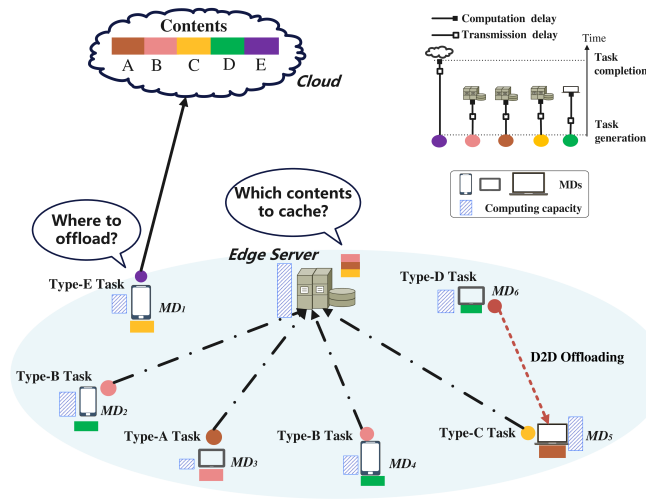 Contents
A B C D E
Cloud
Computation delay
Transmission delay
Time
Task
completion
Task
generation
MDs
Computing capacity
Where to
offload?
Which contents
to cache?
Edge Server
Type-E Task
MD1
Type-D Task
MD6
D2D Offloading
Type-B Task
MD2
Type-A Task
MD3
Type-B Task
MD4
Type-C Task
MD5